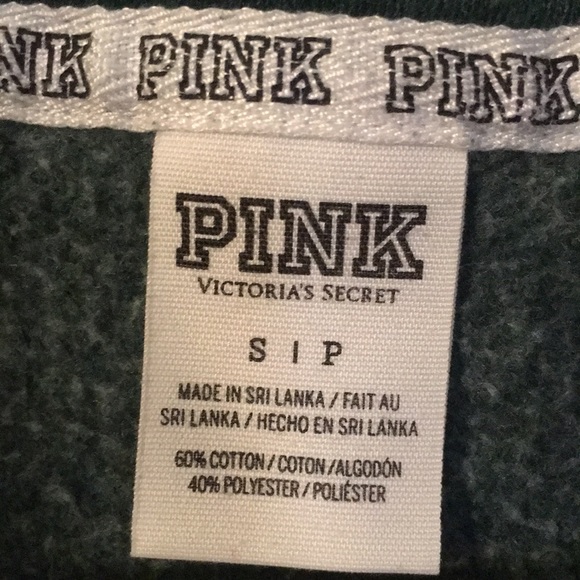 PINK PINK PINK
PINK
VICTORIA'S SECRET
S | P
MADE IN SRI LANKA / FAIT AU
SRI LANKA / HECHO EN SRI LANKA
60% COTTON / COTON /ALGODÓN
40% POLYESTER / POLIÉSTER